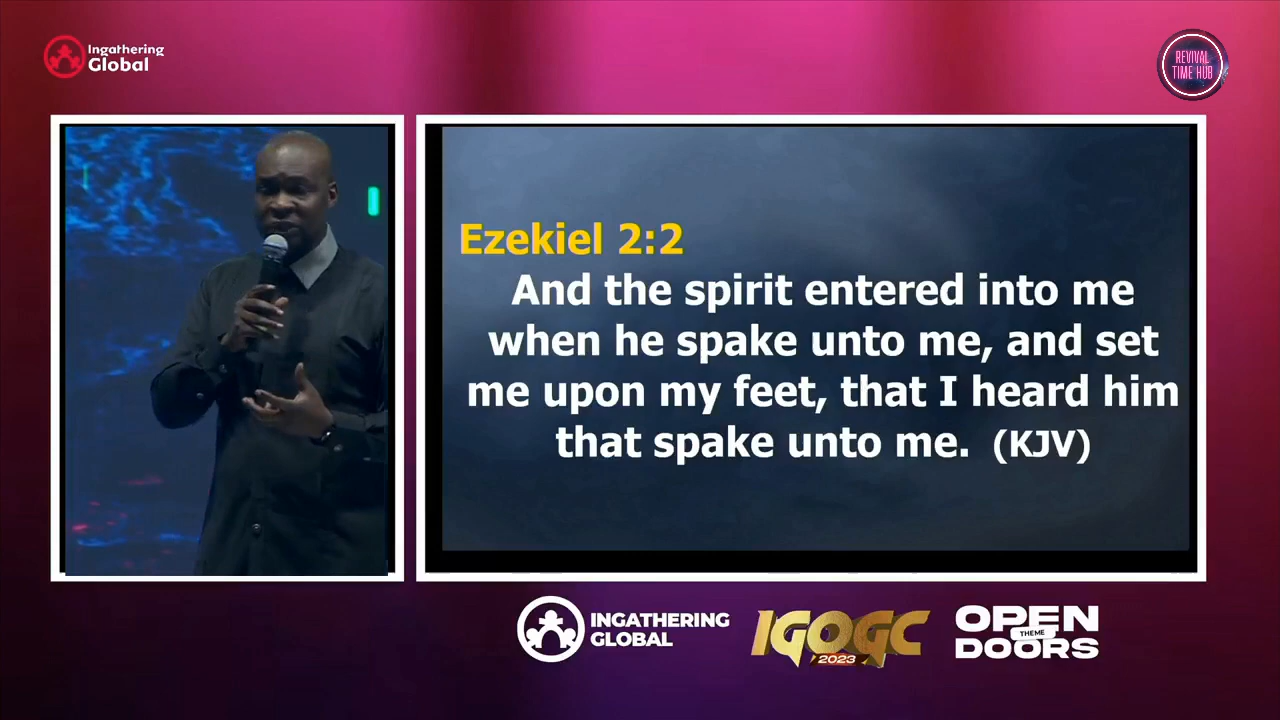 Ingathering
Global
REVIVAL
TIME HUB
Ezekiel 2:2
And the spirit entered into me
when he spake unto me, and set
me upon my feet, that I heard him
that spake unto me. (KJV)
INGATHERING
GLOBAL
IGOGC
2023
OPEN
THEME
DOORS